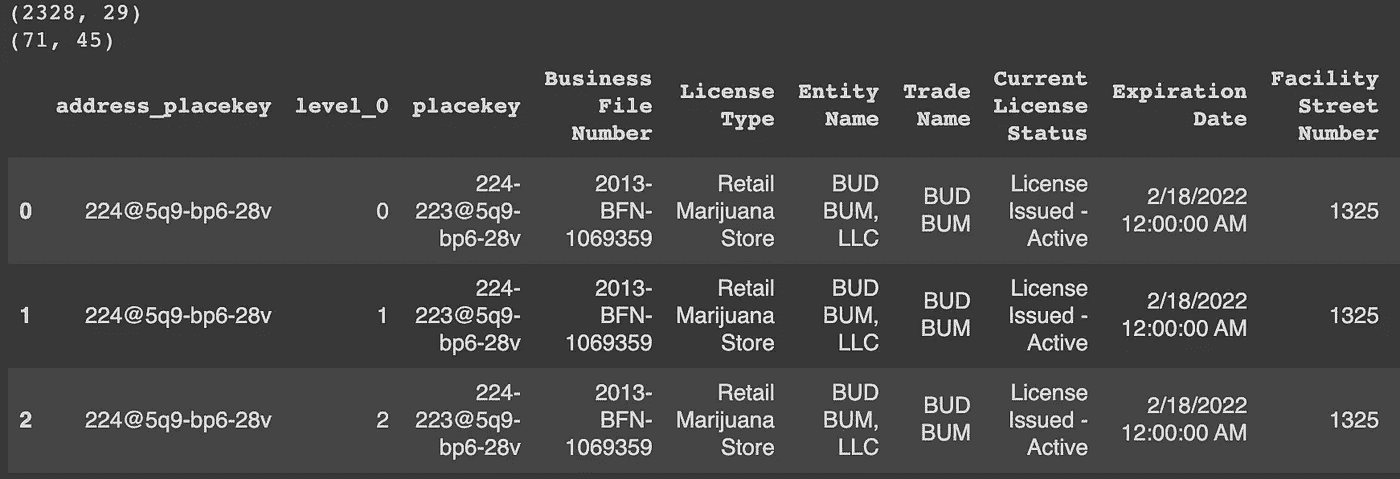 (2328, 29)
(71, 45)
Business Current Facility
License Entity Trade Expiration
address_placekey level_0 placekey File License Street
Type Name Name Date
Number Status Number
224- 2013- Retail BUD License
BUD 2/18/2022
0 224@5q9-bp6-28v 0 223@5q9- BFN- Marijuana BUM, Issued - 1325
BUM 12:00:00 AM
bp6-28v 1069359 Store LLC Active
224- 2013- Retail BUD License
BUD 2/18/2022
1 224@5q9-bp6-28v 1 223@5q9- BFN- Marijuana BUM, Issued - 1325
BUM 12:00:00 AM
bp6-28v 1069359 Store LLC Active
224- 2013- Retail BUD License
BUD 2/18/2022
2 224@5q9-bp6-28v 2 223@5q9- BFN- Marijuana BUM, Issued - 1325
BUM 12:00:00 AM
bp6-28v 1069359 Store LLC Active